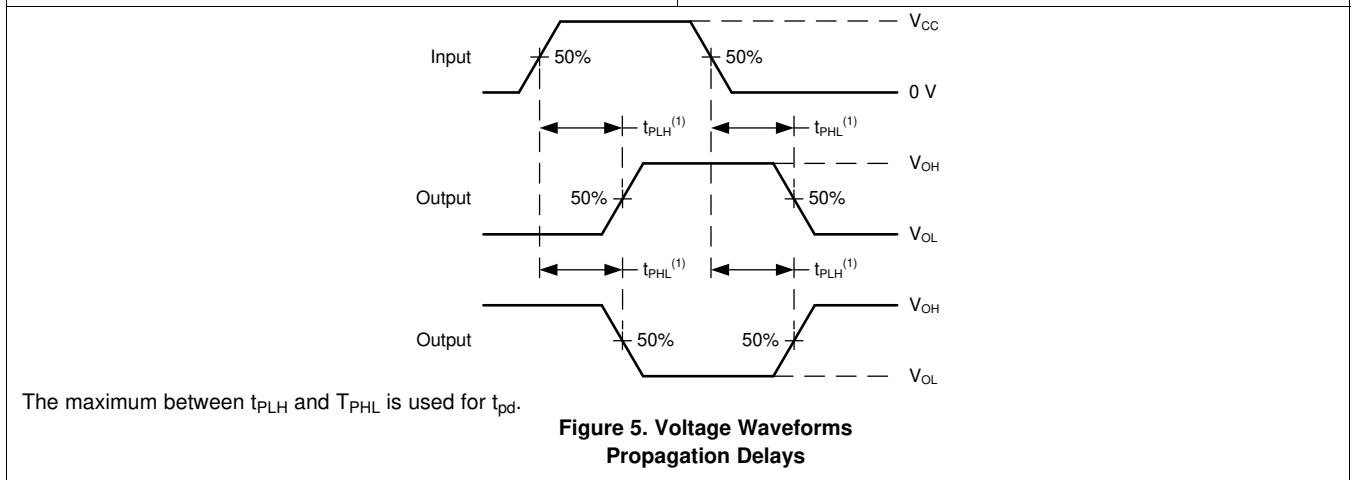 V_CC
Input
50%
50%
0 V
t_PLH^(1)
t_PHL^(1)
V_OH
Output
50%
50%
V_OL
t_PHL^(1)
t_PLH^(1)
V_OH
Output
50%
50%
V_OL
The maximum between t_PLH and T_PHL is used for t_pd.
Figure 5. Voltage Waveforms
Propagation Delays